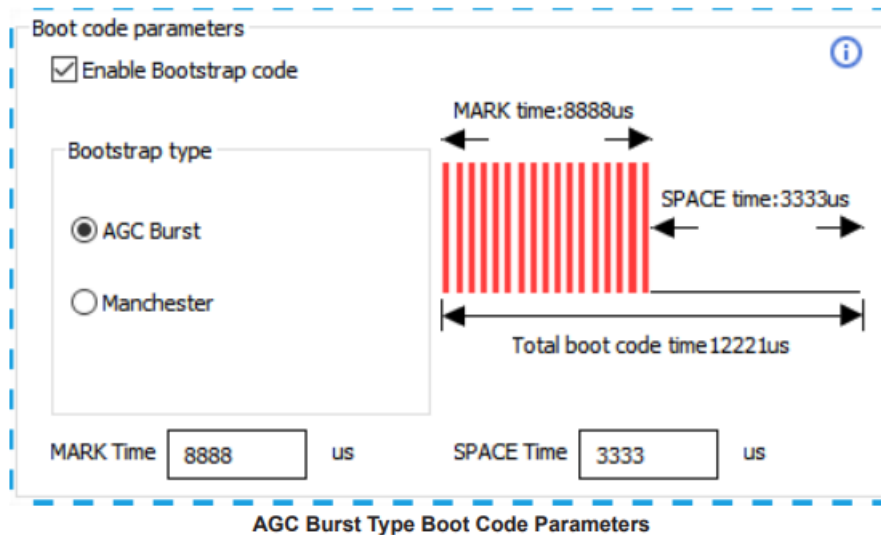 Boot code parameters
Enable Bootstrap code
MARK time:8888us
Bootstrap type
SPACE time:3333us
AGC Burst
Manchester
Total boot code time12221us
MARK Time 8888 us SPACE Time 3333 us
AGC Burst Type Boot Code Parameters